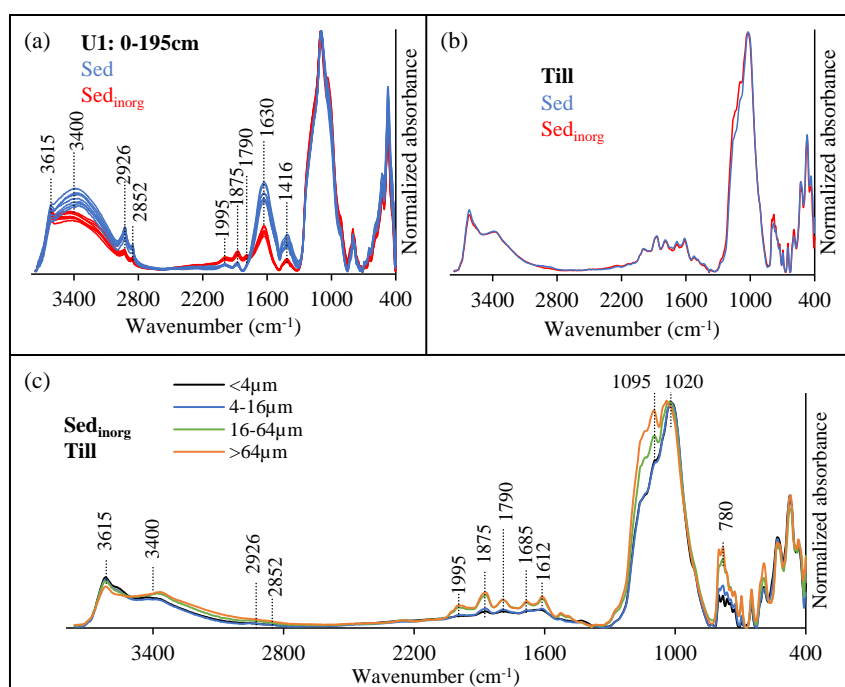 (a)
U1: 0-195cm
Sed
Sed_inorg
3615
3400
2926
2852
1995
1875
1790
1630
1416
Normalized absorbance
3400 2800 2200 1600 1000 400
Wavenumber (cm⁻¹)
(b)
Till
Sed
Sed_inorg
Normalized absorbance
3400 2800 2200 1600 1000 400
Wavenumber (cm⁻¹)
(c)
<4µm
4-16µm
16-64µm
>64µm
Sed_inorg
Till
3615
3400
2926
2852
1995
1875
1790
1685
1612
1095
1020
780
Normalized absorbance
3400 2800 2200 1600 1000 400
Wavenumber (cm⁻¹)